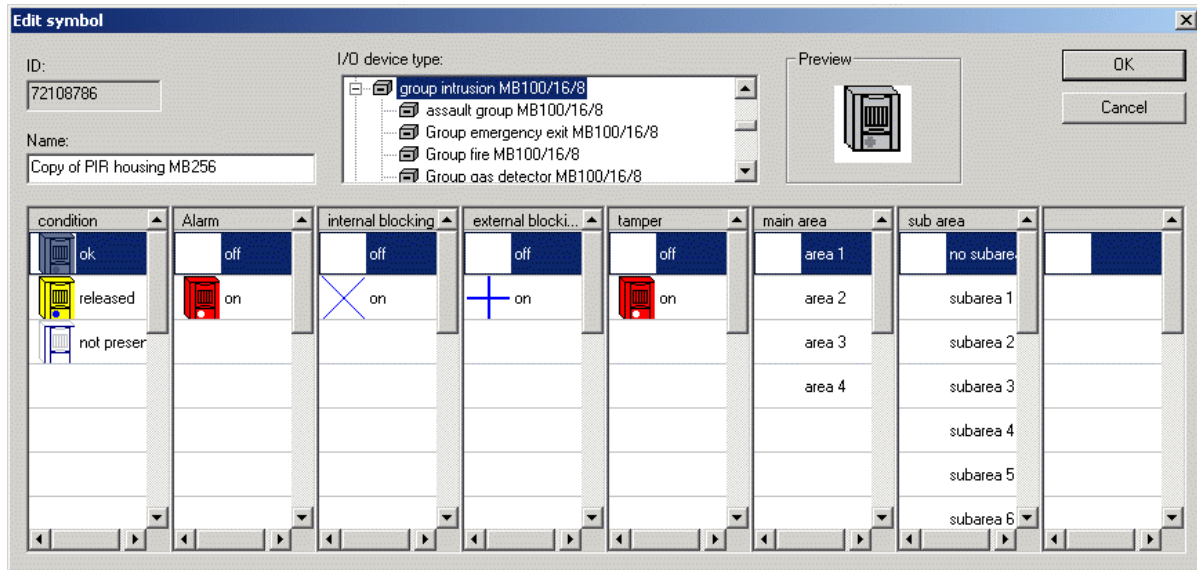 Edit symbol
ID:
72108786
Name:
Copy of PIR housing MB256
I/O device type:
group intrusion MB100/16/8
assault group MB100/16/8
Group emergency exit MB100/16/8
Group fire MB100/16/8
Group gas detector MB100/16/8
Preview
OK
Cancel
condition
ok
released
not presen
Alarm
off
on
internal blocking
off
on
external blocki...
off
on
tamper
off
on
main area
area 1
area 2
area 3
area 4
sub area
no subare
subarea 1
subarea 2
subarea 3
subarea 4
subarea 5
subarea 6